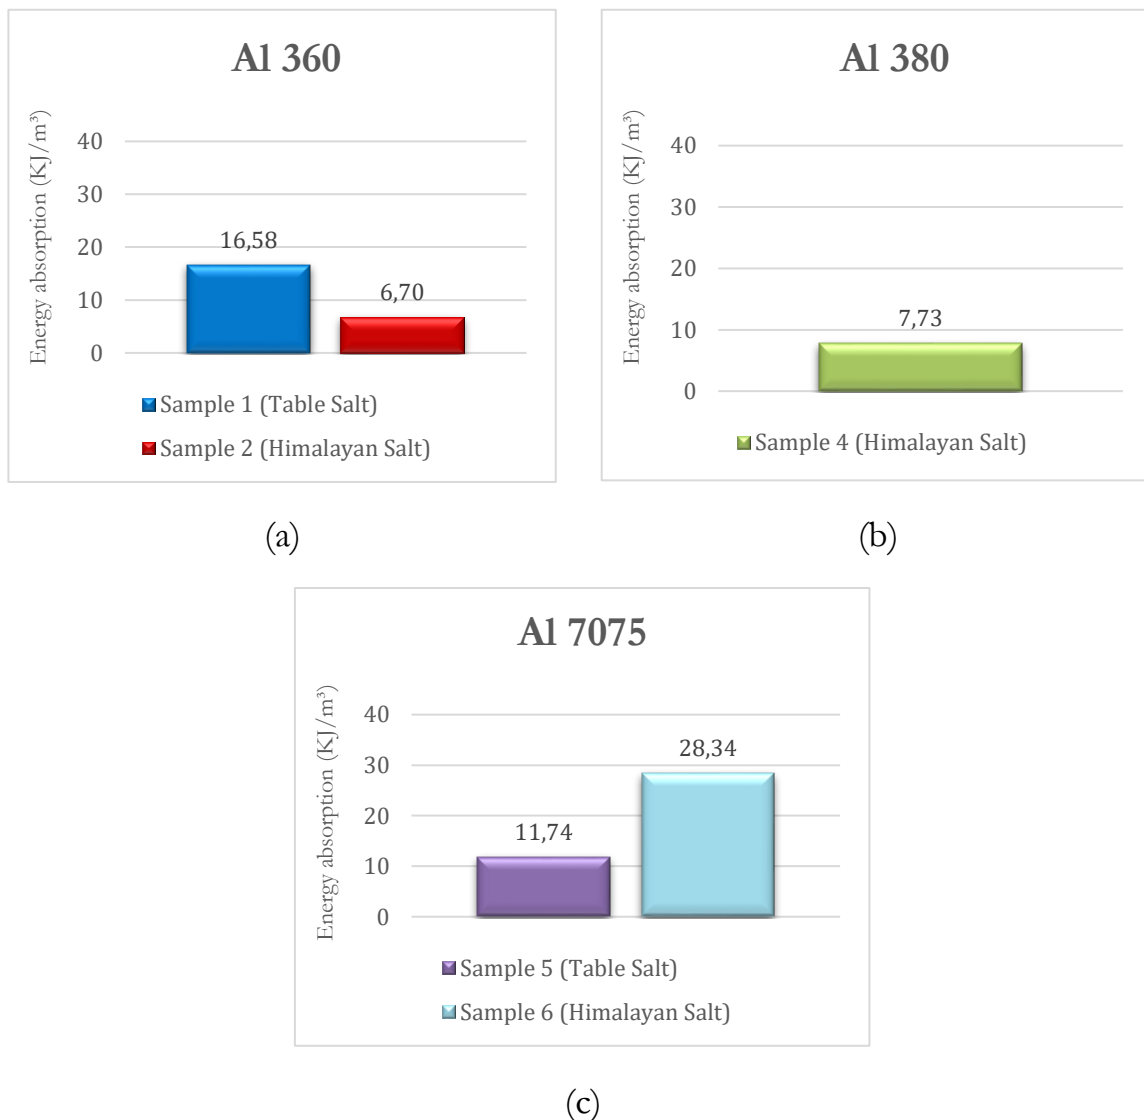 Al 360
Energy absorption (KJ/m³)
40
30
20
10
0
16,58
6,70
Sample 1 (Table Salt)
Sample 2 (Himalayan Salt)
(a)
Al 380
Energy absorption (KJ/m³)
40
30
20
10
0
7,73
Sample 4 (Himalayan Salt)
(b)
Al 7075
Energy absorption (KJ/m³)
40
30
20
10
0
11,74
28,34
Sample 5 (Table Salt)
Sample 6 (Himalayan Salt)
(c)